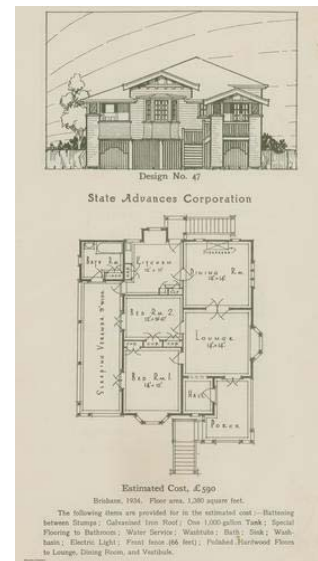 Design No. 47
State Advances Corporation
BATH RM
KITCHEN
DINING RM.
SLEEPING VERANDAH
BED RM 2
LOUNGE
BED RM 1
HALL
PORCH
Estimated Cost, £590
Brisbane, 1934. Floor area, 1,380 square feet.
The following items are provided for in the estimated cost:—Battening
between Stumps; Galvanised Iron Roof; One 1,000-gallon Tank; Special
Flooring to Bathroom; Water Service; Washtubs; Bath; Sink; Wash-
basin; Electric Light; Front fence (66 feet); Polished Hardwood Floors
to Lounge, Dining Room, and Vestibule.